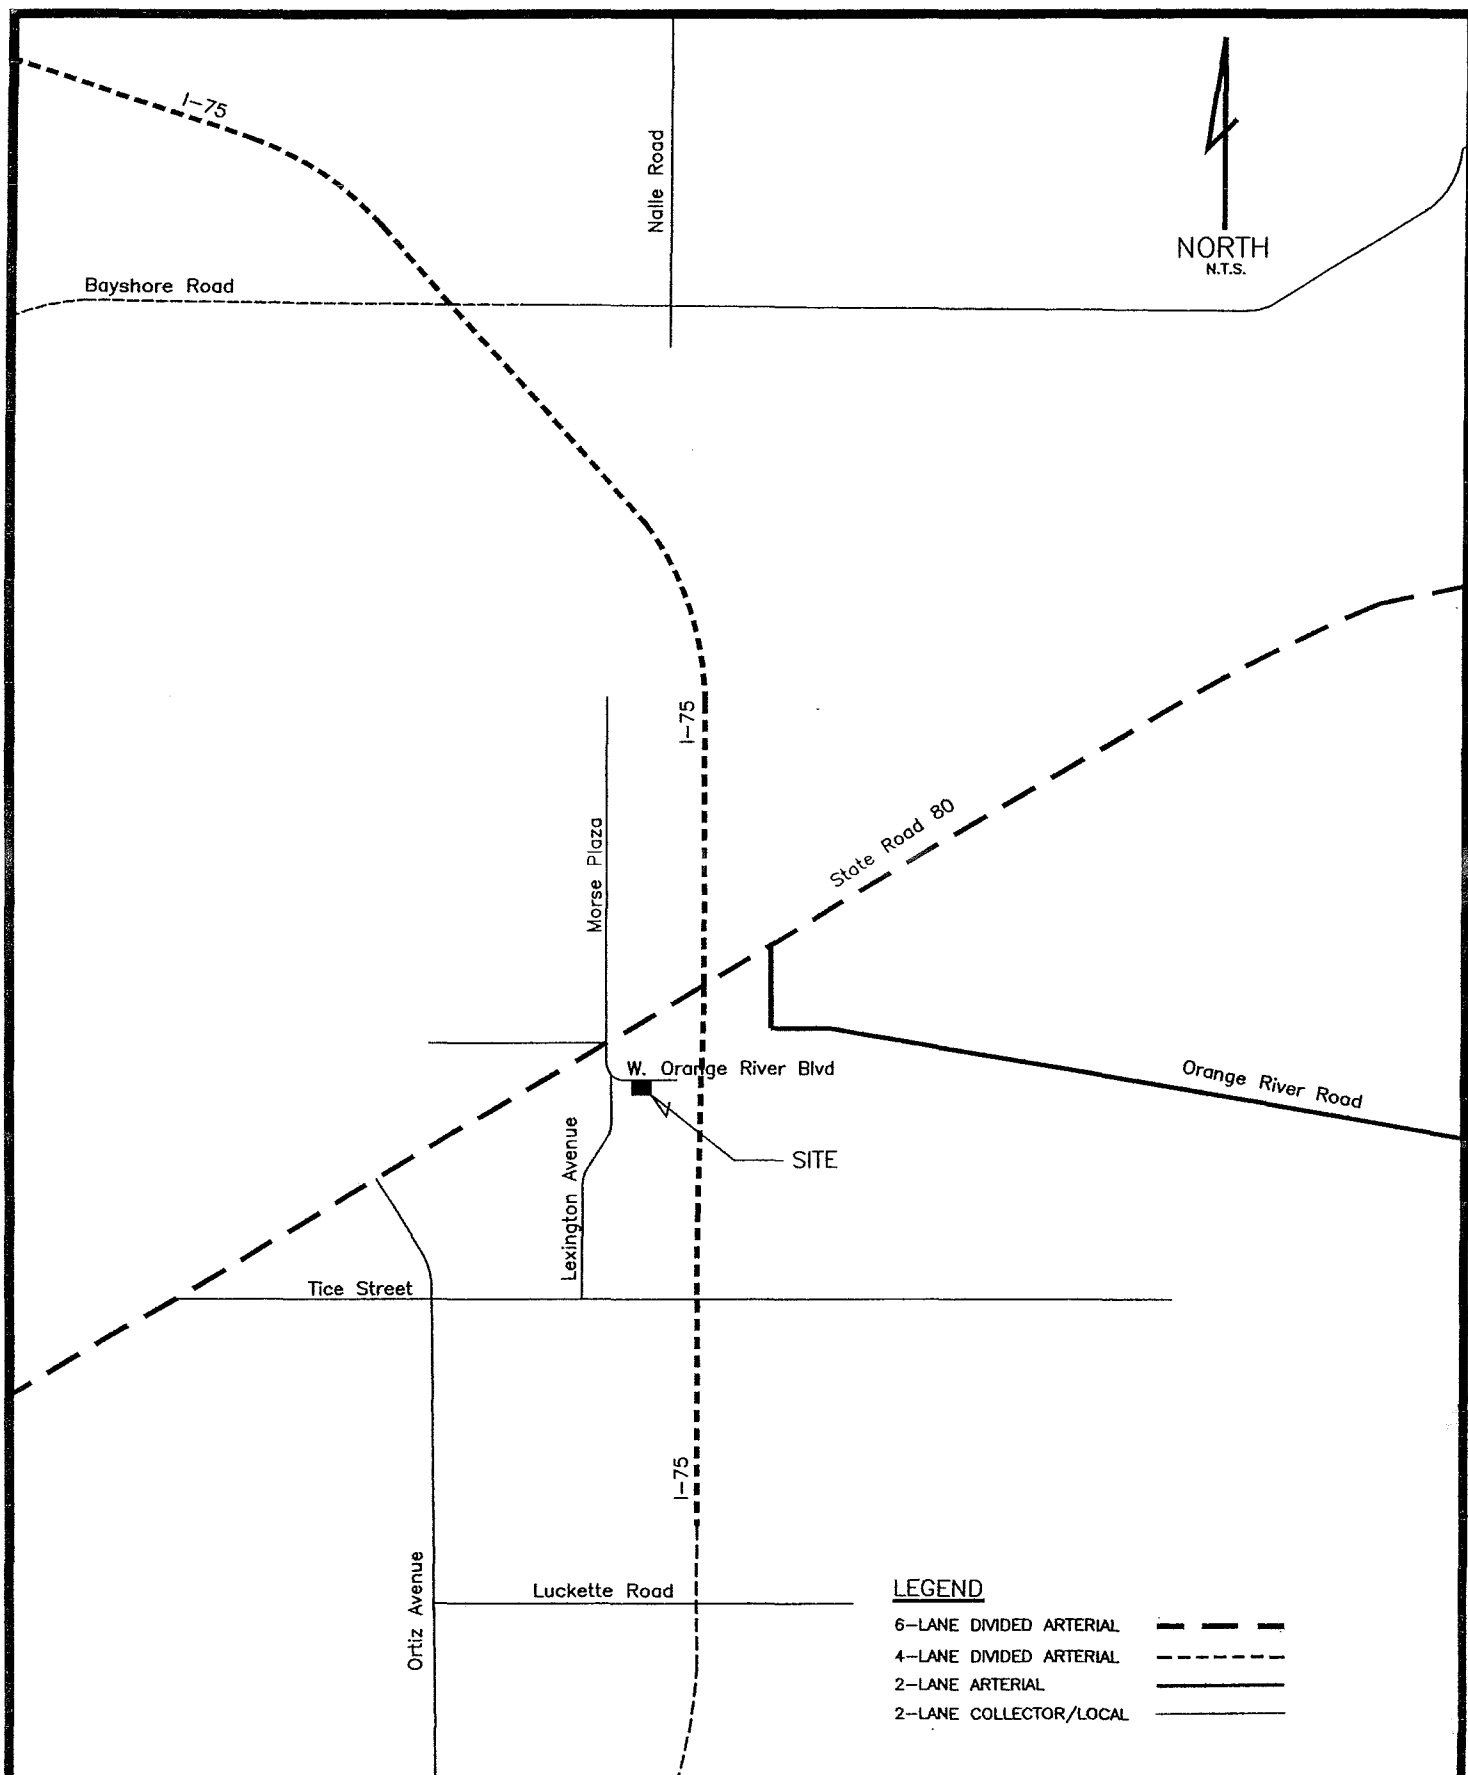 I-75
Nalle Road
NORTH
N.T.S.
Bayshore Road
I-75
State Road 80
Morse Plaza
W. Orange River Blvd
Orange River Road
SITE
Lexington Avenue
Tice Street
I-75
Ortiz Avenue
Luckette Road
LEGEND
6-LANE DIVIDED ARTERIAL
4-LANE DIVIDED ARTERIAL
2-LANE ARTERIAL
2-LANE COLLECTOR/LOCAL